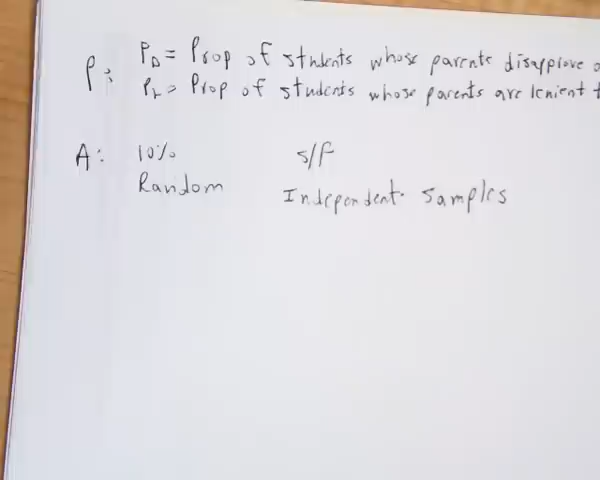 P: P_D = Prop of students whose parents disapprove o
P_L = Prop of students whose parents are lenient t
A: 10% S/F
Random Independent Samples